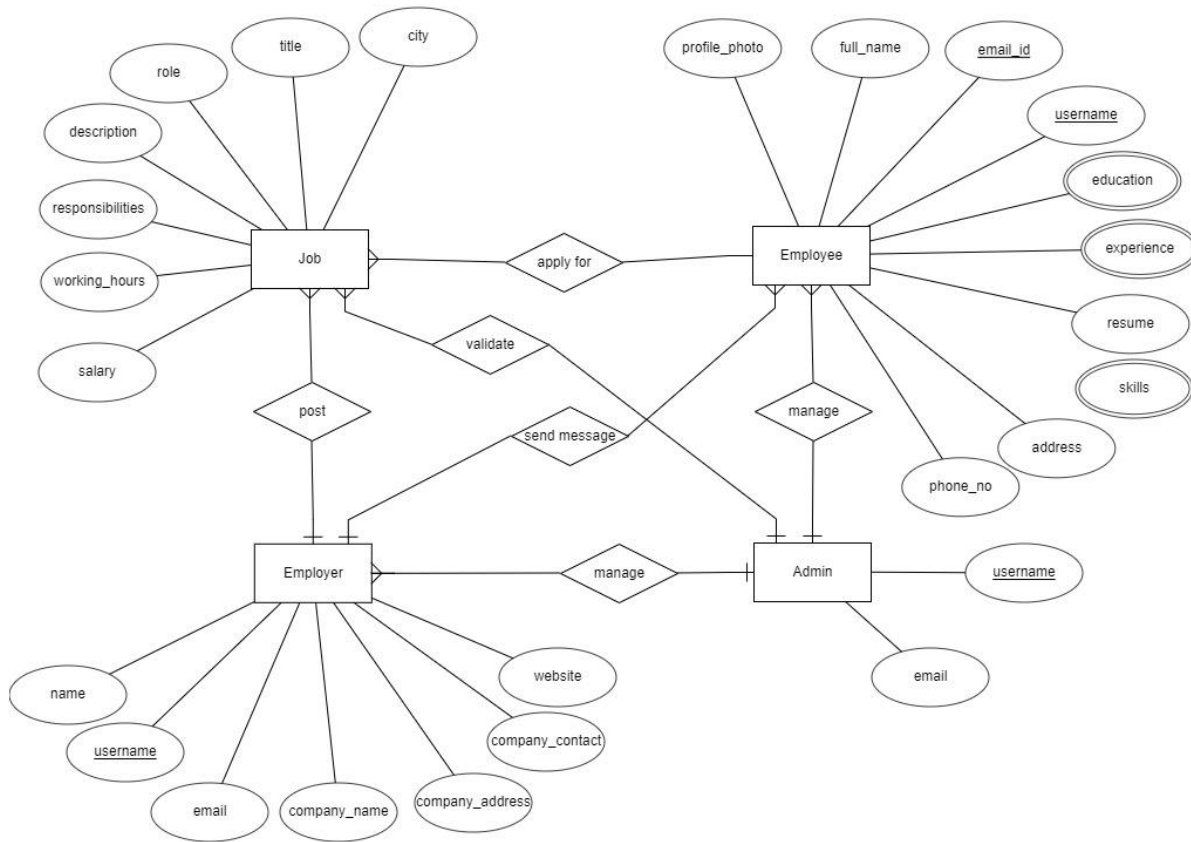 city
title
profile_photo
full_name
email_id
role
username
description
education
responsibilities
experience
Job
apply for
Employee
working_hours
resume
validate
salary
skills
post
send message
manage
address
phone_no
Employer
manage
Admin
username
website
email
name
company_contact
username
company_address
email
company_name